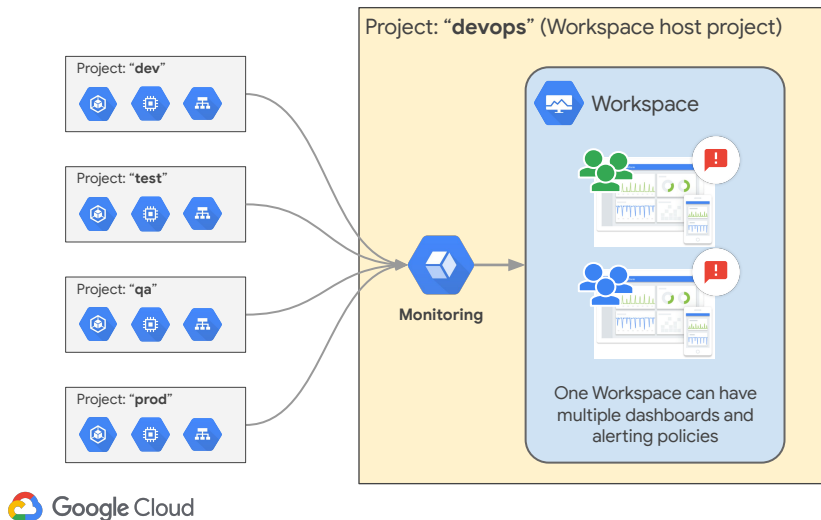 Project: “devops” (Workspace host project)
Project: “dev”
Project: “test”
Project: “qa”
Project: “prod”
Monitoring
Workspace
One Workspace can have
multiple dashboards and
alerting policies
Google Cloud